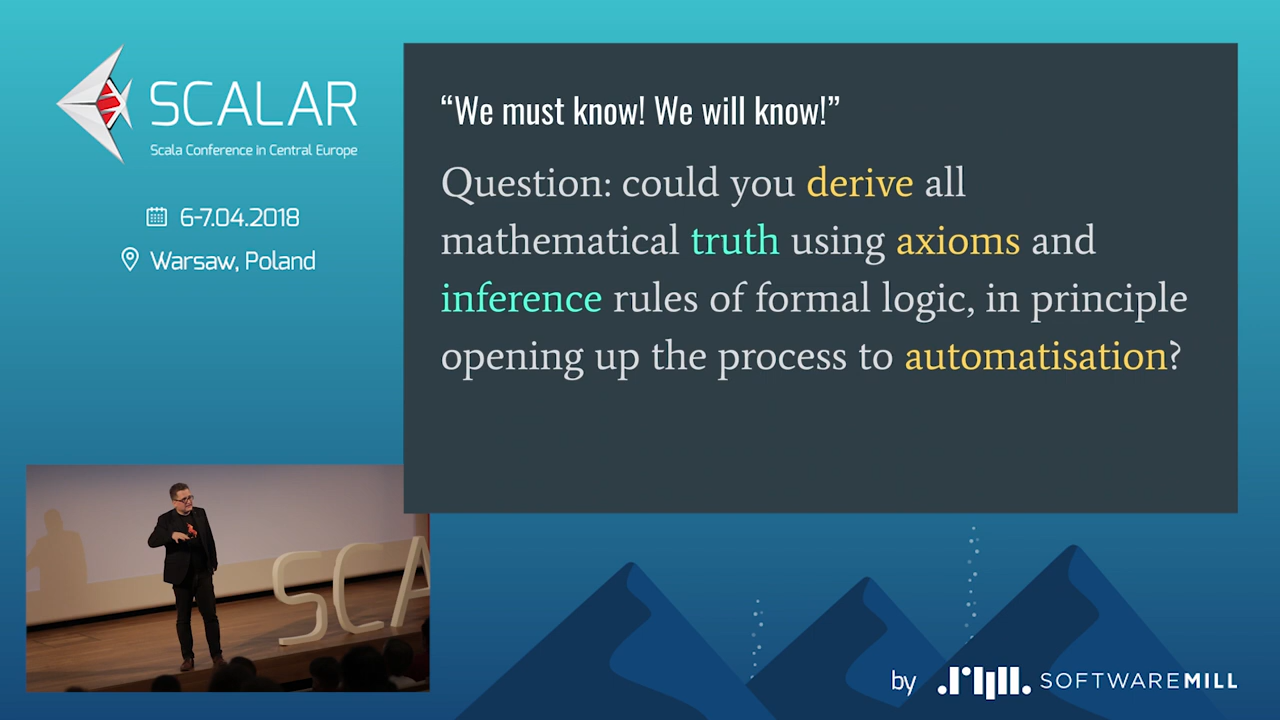 SCALAR
Scala Conference in Central Europe
6-7.04.2018
Warsaw, Poland
“We must know! We will know!”
Question: could you derive all
mathematical truth using axioms and
inference rules of formal logic, in principle
opening up the process to automatisation?
SCA
by SOFTWAREMILL